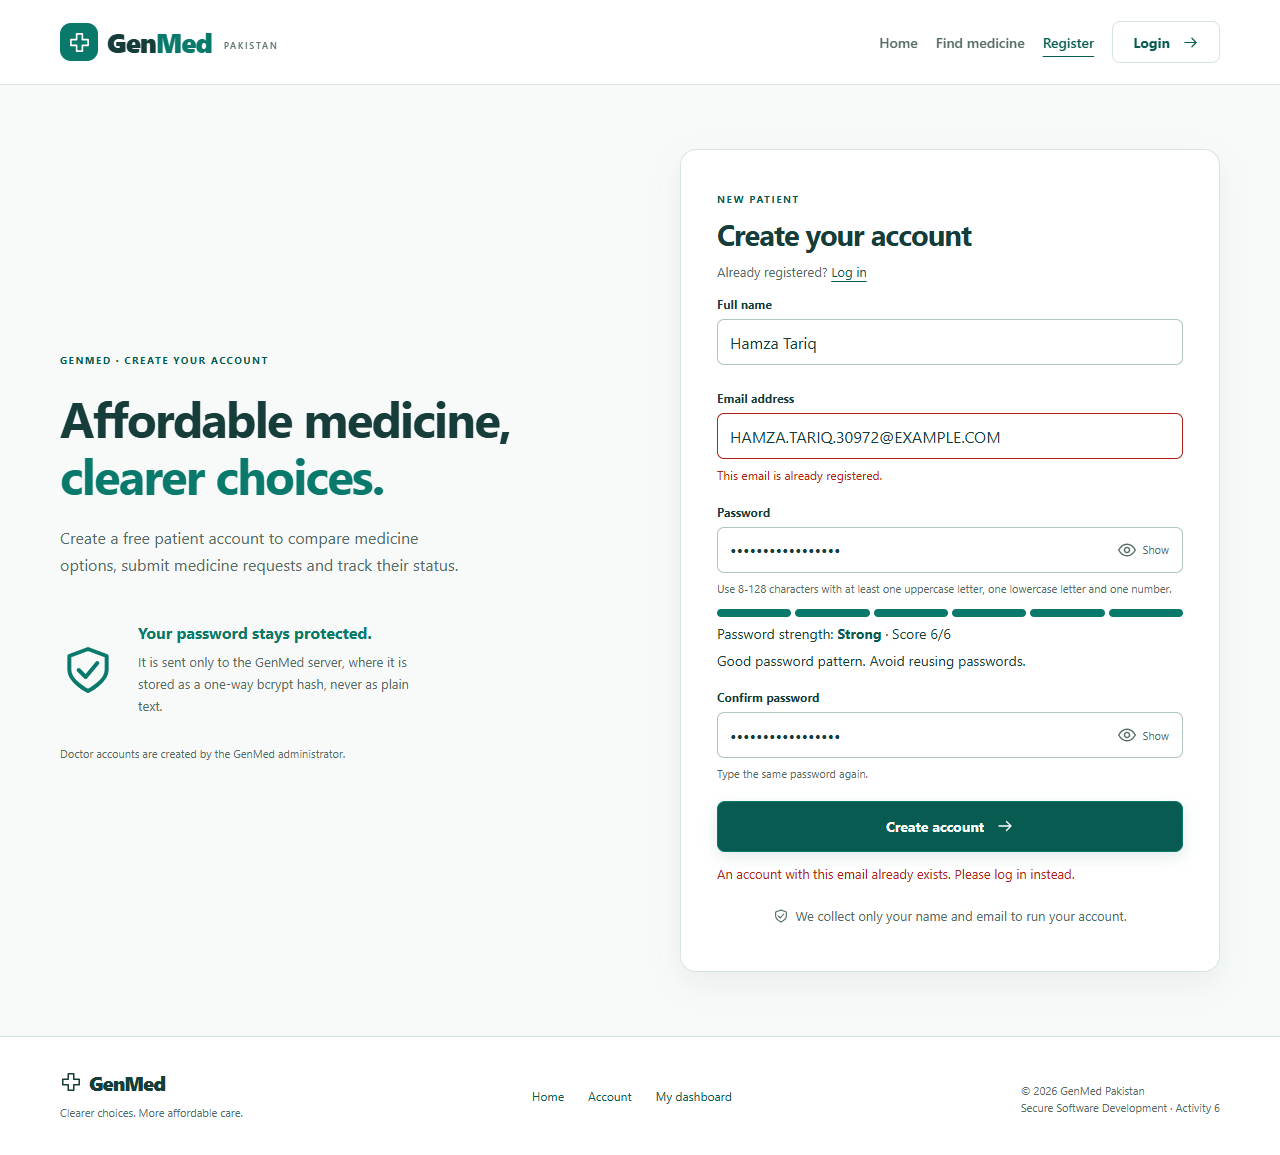 GenMed PAKISTAN
Home
Find medicine
Register
Login
GENMED · CREATE YOUR ACCOUNT
Affordable medicine,
clearer choices.
Create a free patient account to compare medicine
options, submit medicine requests and track their status.
Your password stays protected.
It is sent only to the GenMed server, where it is
stored as a one-way bcrypt hash, never as plain
text.
Doctor accounts are created by the GenMed administrator.
NEW PATIENT
Create your account
Already registered? Log in
Full name
Hamza Tariq
Email address
HAMZA.TARIQ.30972@EXAMPLE.COM
This email is already registered.
Password
•••••••••••••••••
Show
Use 8-128 characters with at least one uppercase letter, one lowercase letter and one number.
Password strength: Strong · Score 6/6
Good password pattern. Avoid reusing passwords.
Confirm password
•••••••••••••••••
Show
Type the same password again.
Create account
An account with this email already exists. Please log in instead.
We collect only your name and email to run your account.
GenMed
Clearer choices. More affordable care.
Home
Account
My dashboard
© 2026 GenMed Pakistan
Secure Software Development · Activity 6